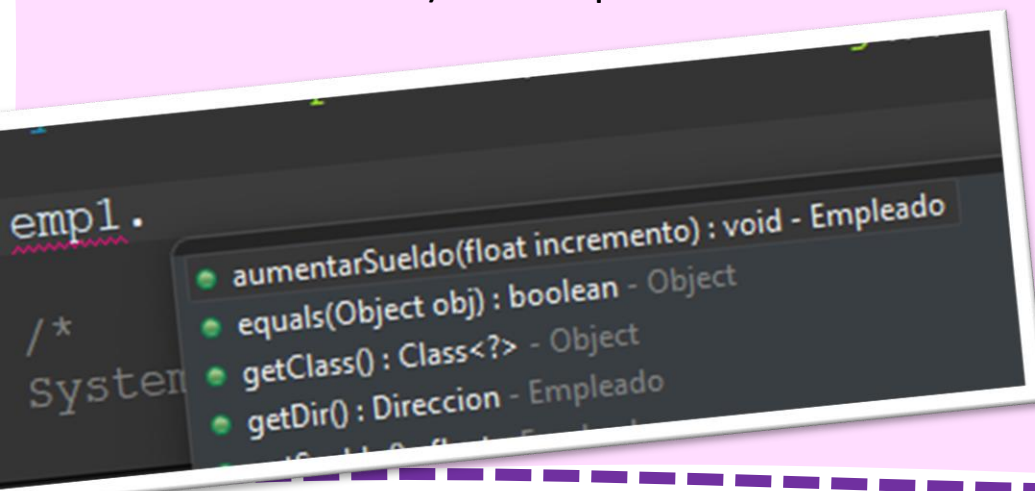 emp1.
aumentarSueldo(float incremento) : void - Empleado
equals(Object obj) : boolean - Object
/*
getClass() : Class<?> - Object
System
getDir() : Direccion - Empleado